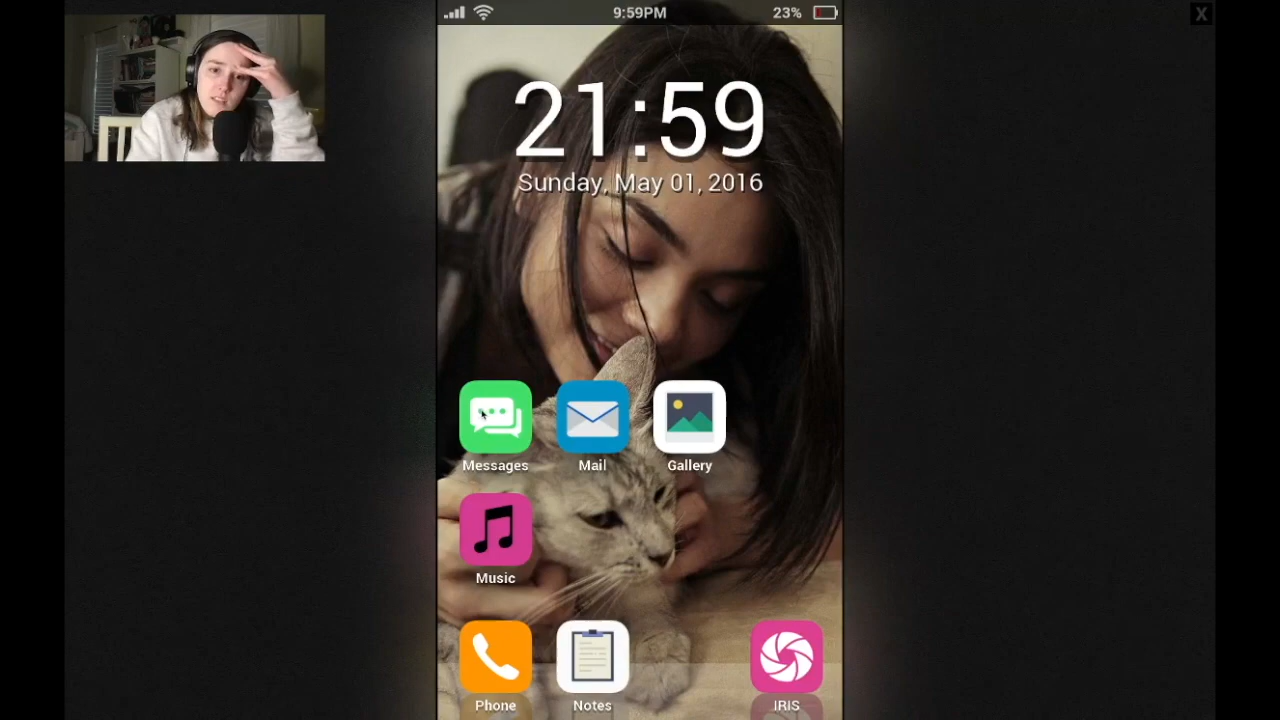 9:59PM
23%
X
21:59
Sunday, May 01, 2016
Messages
Mail
Gallery
Music
Phone
Notes
IRIS